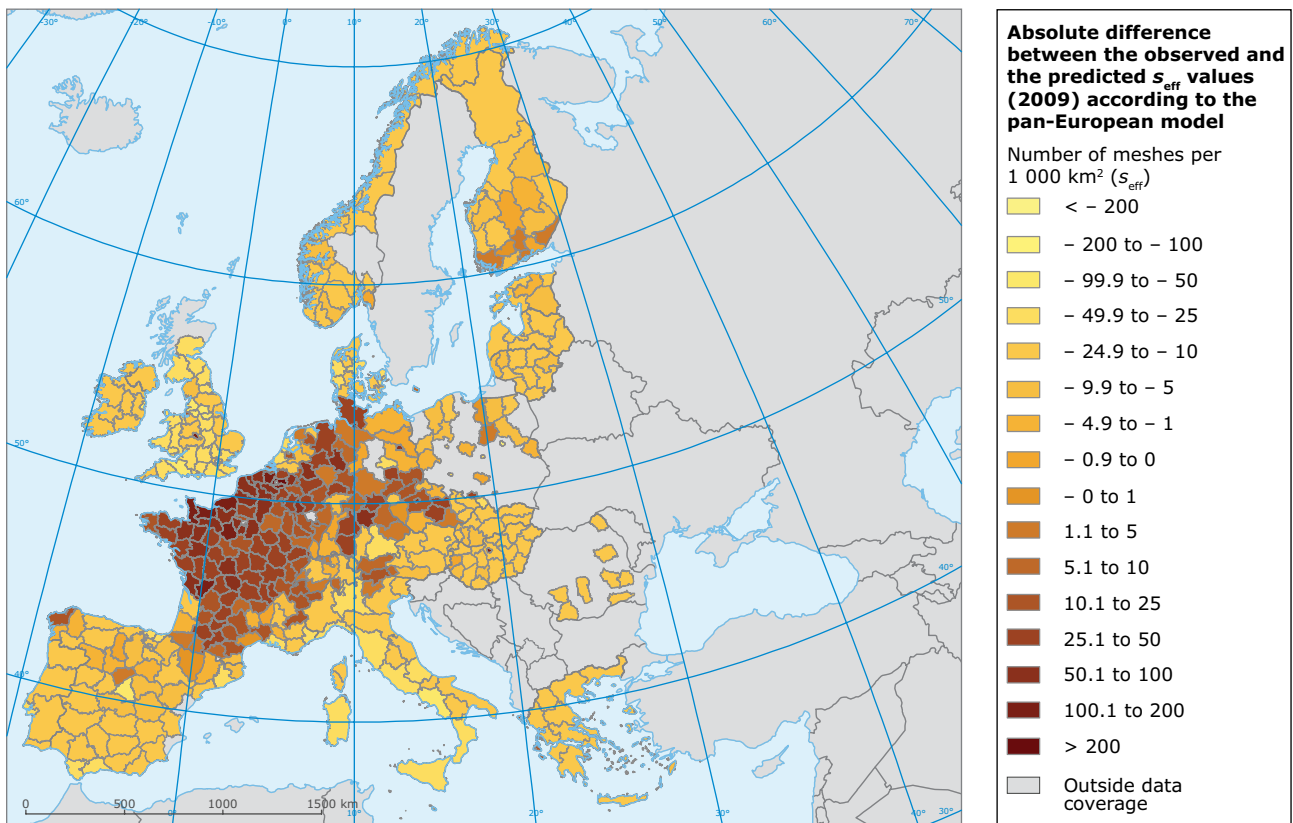 -30°
-20°
-10°
0°
10°
20°
30°
40°
50°
60°
70°
60°
50°
50°
40°
40°
0
500
1000
1500 km
0°
10°
20°
30°
40°
30°
Absolute difference
between the observed and
the predicted seff values
(2009) according to the
pan-European model
Number of meshes per
1 000 km² (seff)
< – 200
– 200 to – 100
– 99.9 to – 50
– 49.9 to – 25
– 24.9 to – 10
– 9.9 to – 5
– 4.9 to – 1
– 0.9 to 0
– 0 to 1
1.1 to 5
5.1 to 10
10.1 to 25
25.1 to 50
50.1 to 100
100.1 to 200
> 200
Outside data
coverage